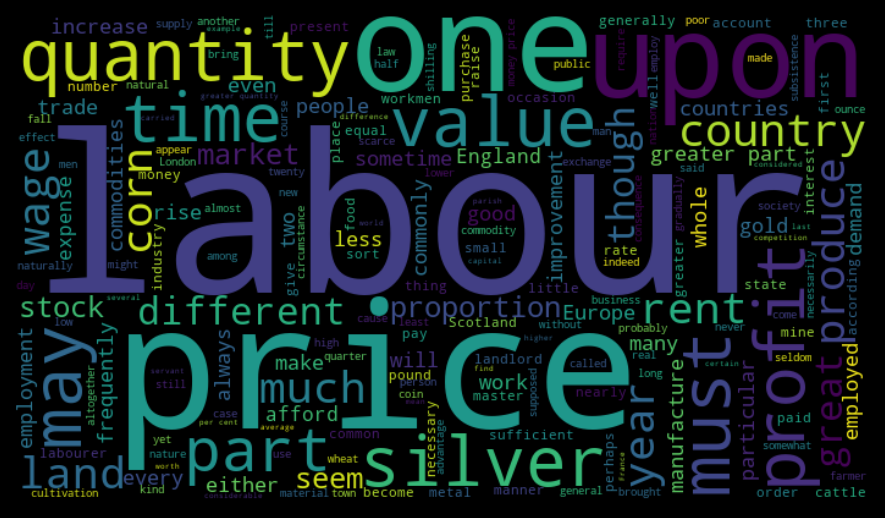 labour
price
one
upon
quantity
time
value
country
silver
part
may
land
wage
corn
must
profit
produce
great
year
rent
much
different
proportion
stock
though
market
people
increase
trade
even
number
natural
supply
another
example
till
bring
greater quantity
carried
difference
course
law
half
shilling
money price
purchase
raise
occasion
workmen
equal
place
sometime
England
generally
poor
account
three
public
require
well
employ
made
nation
countries
subsistence
first
ounce
greater part
man
scarce
lower
exchange
said
considered
fall
effect
appear
London
twenty
men
money
commodities
expense
rise
almost
new
naturally
might
industry
among
circumstance
two
give
food
world
parish
less
sort
commonly
good
commodity
small
improvement
rate
indeed
consequence
gradually
whole
gold
society
interest
demand
last
competition
necessarily
according
state
capital
thing
little
greater
day
several
cause
least
Scotland
Europe
business
without
probably
many
never
mine
come
seldom
employment
low
altogether
frequently
always
servant
still
high
quarter
make
pay
will
pound
coin
person
landlord
called
higher
find
supposed
work
master
nearly
real
long
certain
manufacture
particular
paid
employed
somewhat
farmer
labourer
yet
nature
case
per cent
average
afford
common
use
mean
advantage
necessary
sufficient
perhaps
France
seem
either
every
worth
wheat
cultivation
kind
considerable
material
town
become
metal
manner
general
brought
order
cattle